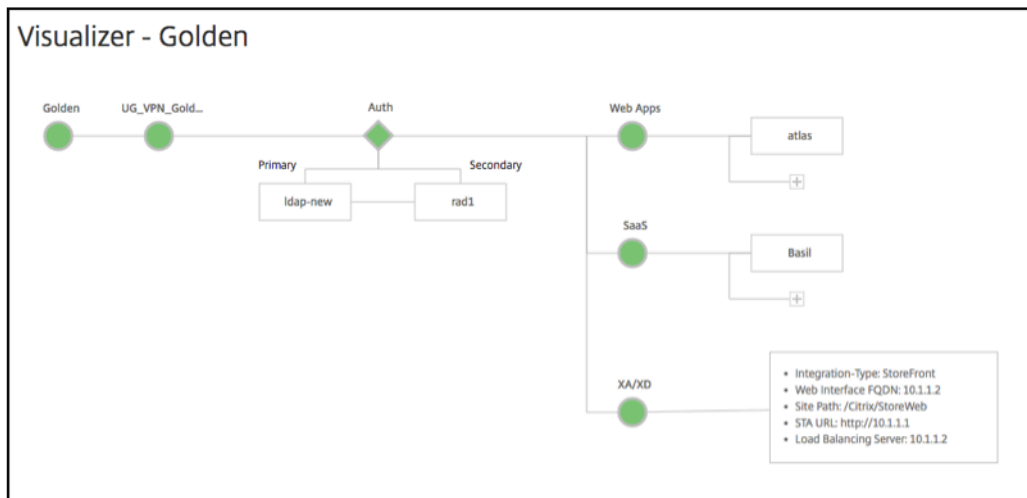 Visualizer - Golden
Golden
UG_VPN_Gold...
Auth
Web Apps
atlas
Primary
Secondary
ldap-new
rad1
SaaS
Basil
XA/XD
• Integration-Type: StoreFront
• Web Interface FQDN: 10.1.1.2
• Site Path: /Citrix/StoreWeb
• STA URL: http://10.1.1.1
• Load Balancing Server: 10.1.1.2